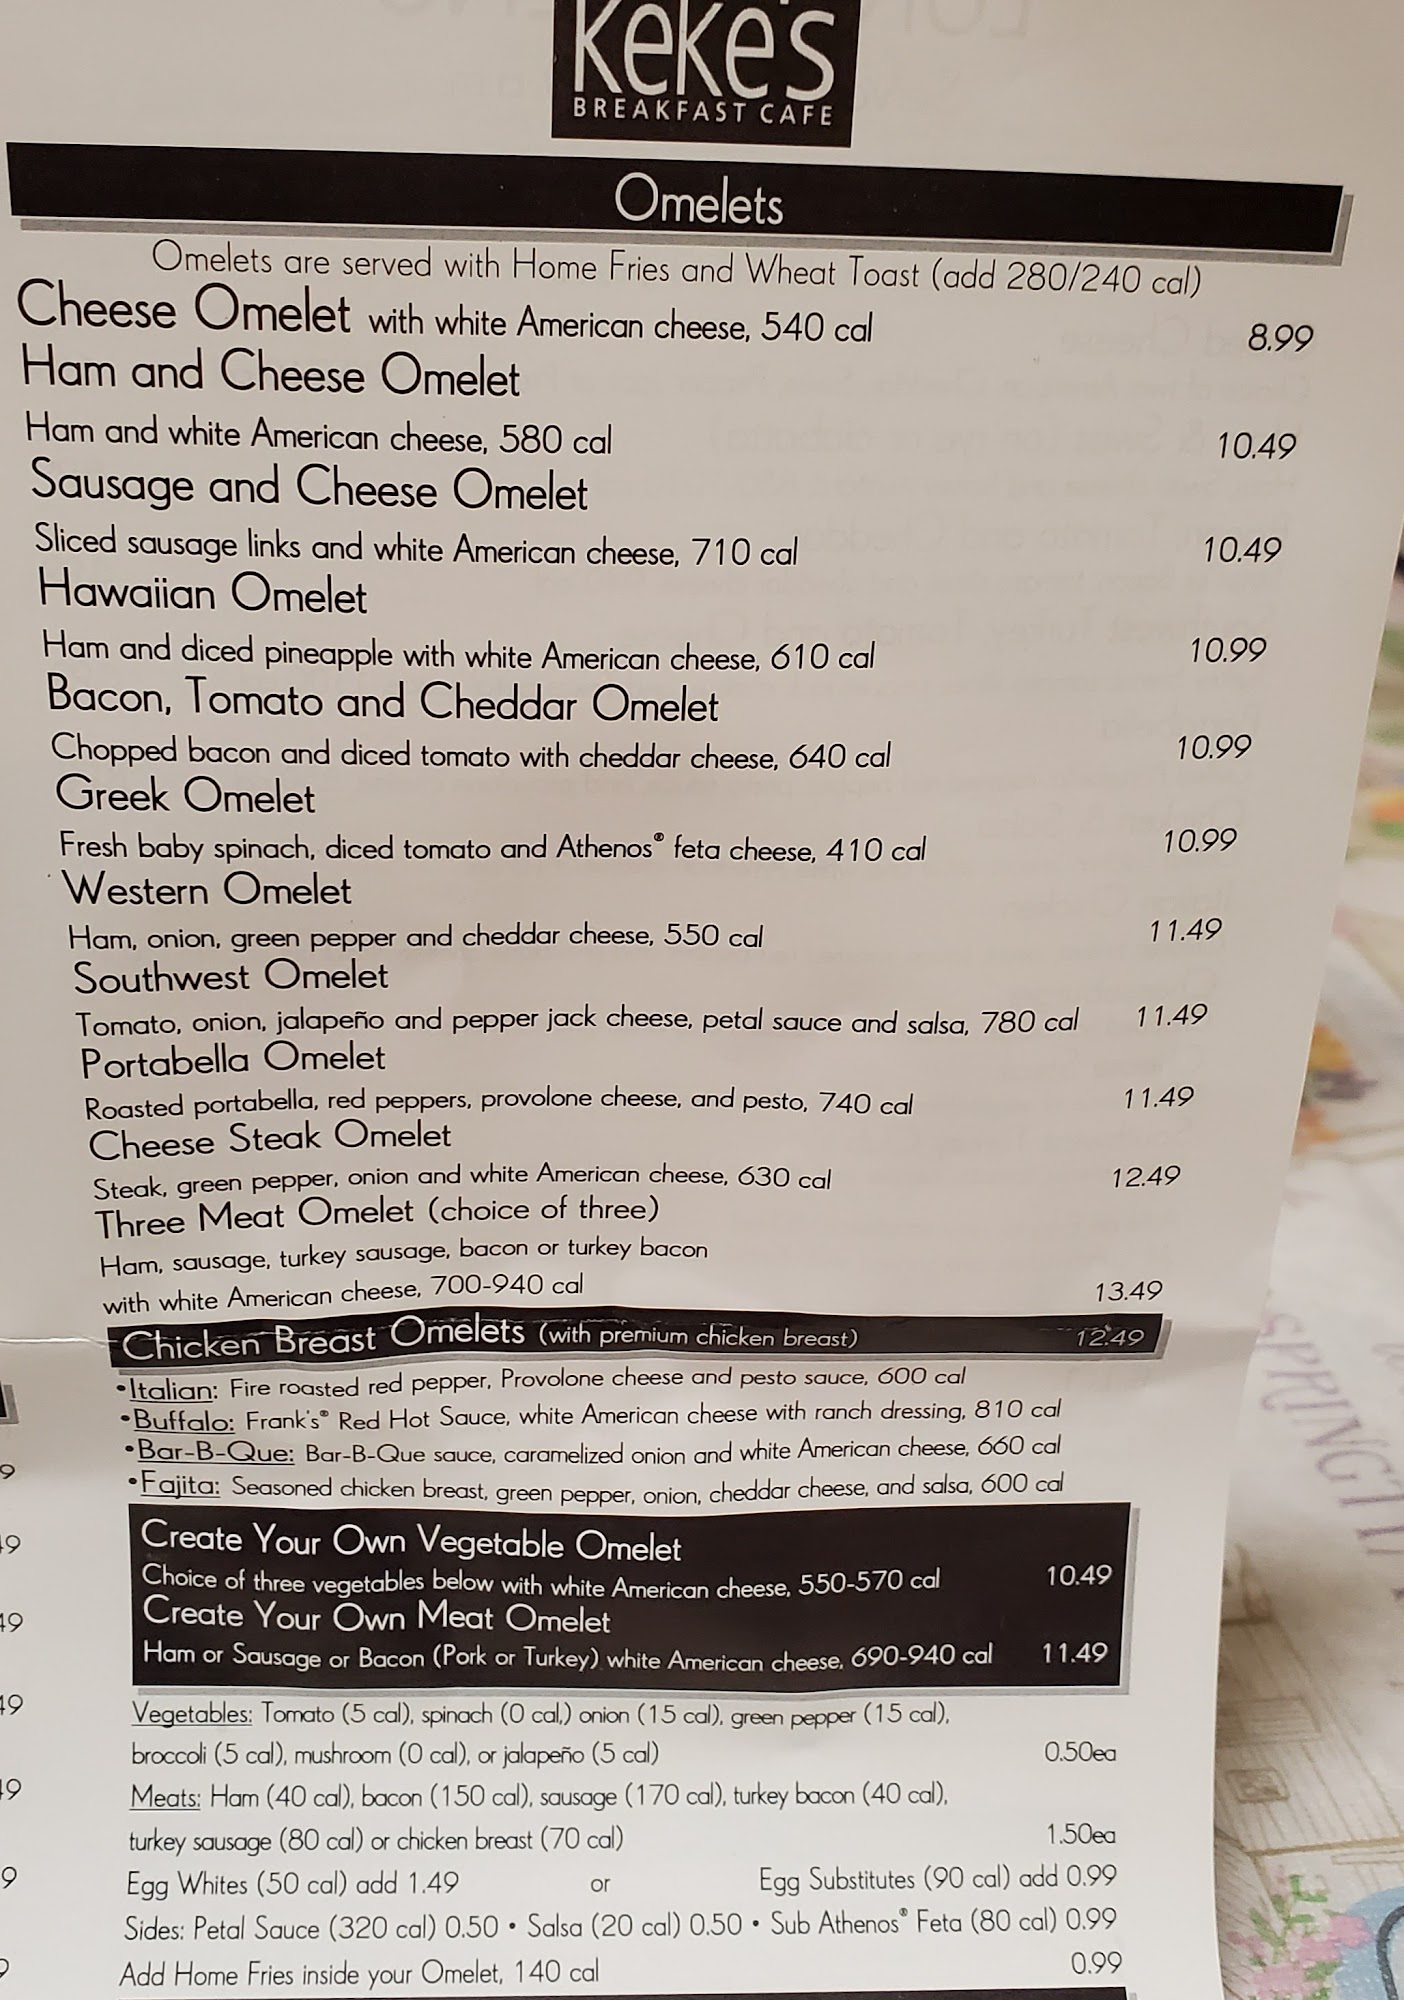 Keke's
BREAKFAST CAFE
Omelets
Omelets are served with Home Fries and Wheat Toast (add 280/240 cal)
Cheese Omelet with white American cheese, 540 cal 8.99
Ham and Cheese Omelet
Ham and white American cheese, 580 cal 10.49
Sausage and Cheese Omelet
Sliced sausage links and white American cheese, 710 cal 10.49
Hawaiian Omelet
Ham and diced pineapple with white American cheese, 610 cal 10.99
Bacon, Tomato and Cheddar Omelet
Chopped bacon and diced tomato with cheddar cheese, 640 cal 10.99
Greek Omelet
Fresh baby spinach, diced tomato and Athenos® feta cheese, 410 cal 10.99
Western Omelet
Ham, onion, green pepper and cheddar cheese, 550 cal 11.49
Southwest Omelet
Tomato, onion, jalapeño and pepper jack cheese, petal sauce and salsa, 780 cal 11.49
Portabella Omelet
Roasted portabella, red peppers, provolone cheese, and pesto, 740 cal 11.49
Cheese Steak Omelet
Steak, green pepper, onion and white American cheese, 630 cal 12.49
Three Meat Omelet (choice of three)
Ham, sausage, turkey sausage, bacon or turkey bacon
with white American cheese, 700-940 cal 13.49
Chicken Breast Omelets (with premium chicken breast) 12.49
•Italian: Fire roasted red pepper, Provolone cheese and pesto sauce, 600 cal
•Buffalo: Frank's® Red Hot Sauce, white American cheese with ranch dressing, 810 cal
•Bar-B-Que: Bar-B-Que sauce, caramelized onion and white American cheese, 660 cal
•Fajita: Seasoned chicken breast, green pepper, onion, cheddar cheese, and salsa, 600 cal
Create Your Own Vegetable Omelet
Choice of three vegetables below with white American cheese, 550-570 cal 10.49
Create Your Own Meat Omelet
Ham or Sausage or Bacon (Pork or Turkey) white American cheese, 690-940 cal 11.49
Vegetables: Tomato (5 cal), spinach (0 cal,) onion (15 cal), green pepper (15 cal),
broccoli (5 cal), mushroom (0 cal), or jalapeño (5 cal) 0.50ea
Meats: Ham (40 cal), bacon (150 cal), sausage (170 cal), turkey bacon (40 cal),
turkey sausage (80 cal) or chicken breast (70 cal) 1.50ea
Egg Whites (50 cal) add 1.49 or Egg Substitutes (90 cal) add 0.99
Sides: Petal Sauce (320 cal) 0.50 • Salsa (20 cal) 0.50 • Sub Athenos® Feta (80 cal) 0.99
Add Home Fries inside your Omelet, 140 cal 0.99